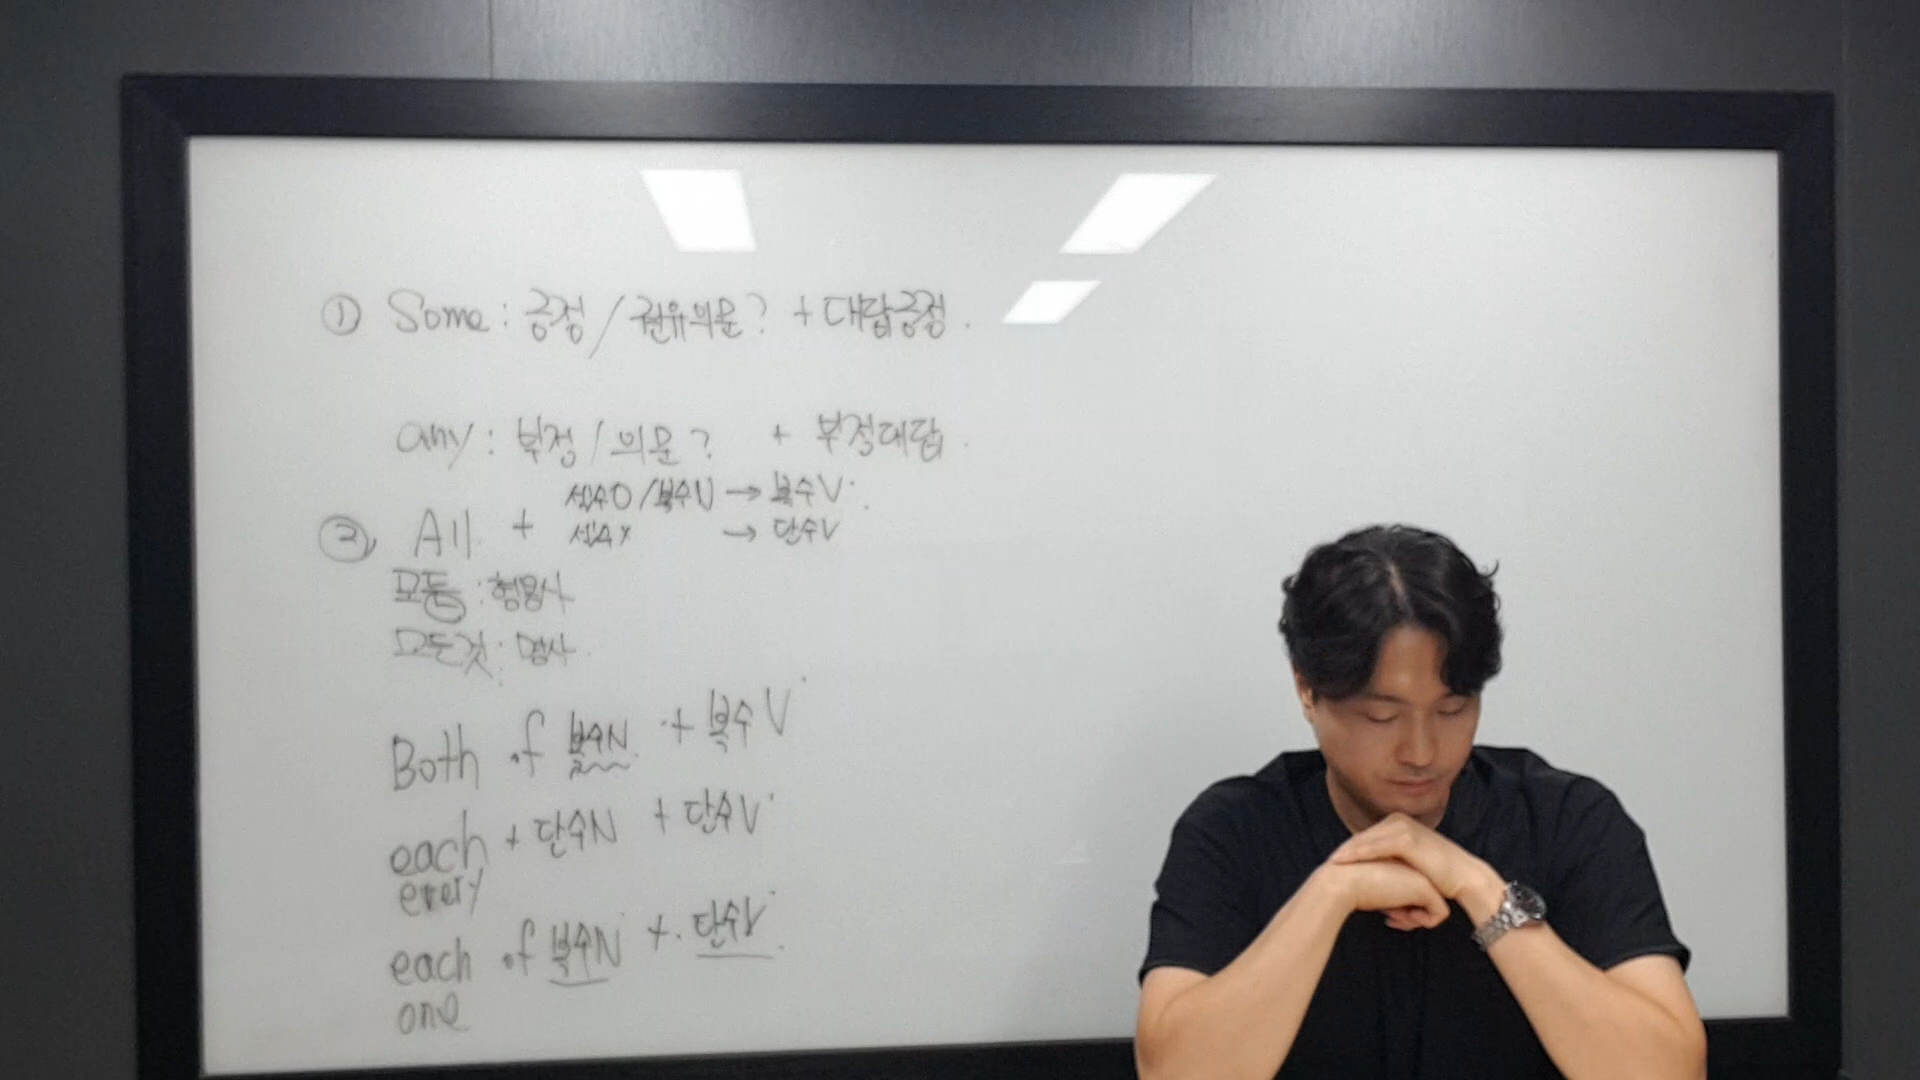 ① Some : 긍정 / 권유의문? + 대답긍정.
any : 부정 / 의문? + 부정대답.
② All + 셀수O / 복수N → 복수V
셀수X → 단수V
모든 : 형용사
모든것 : 명사
Both of 복수N + 복수V
each + 단수N + 단수V
every
each of 복수N + 단수V
one